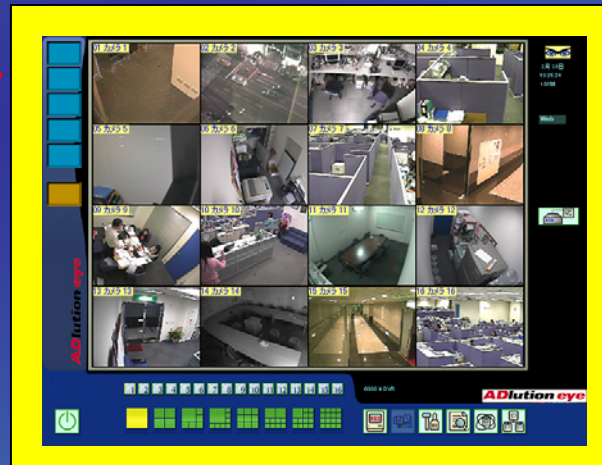 01 カメラ 1
02 カメラ 2
03 カメラ 3
04 カメラ 4
05 カメラ 5
06 カメラ 6
07 カメラ 7
08 カメラ 8
09 カメラ 9
10 カメラ 10
11 カメラ 11
12 カメラ 12
13 カメラ 13
14 カメラ 14
15 カメラ 15
16 カメラ 16
Web
ADlution eye
1 2 3 4 5 6 7 8 9 10 11 12 13 14 15 16
ADlution eye